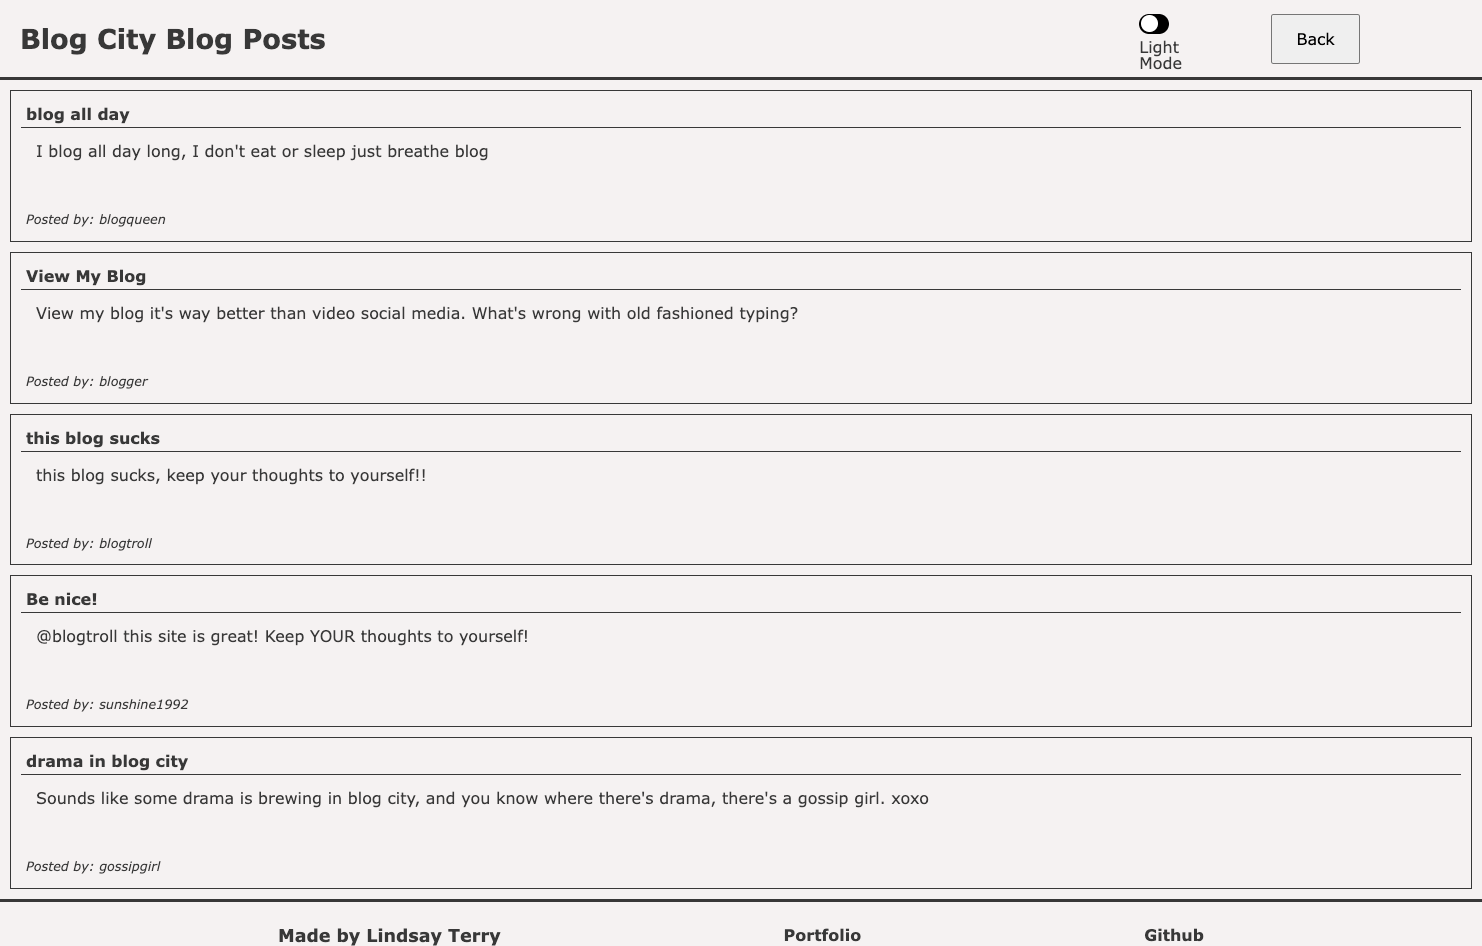 Blog City Blog Posts
Light
Mode
Back
blog all day
I blog all day long, I don't eat or sleep just breathe blog
Posted by: blogqueen
View My Blog
View my blog it's way better than video social media. What's wrong with old fashioned typing?
Posted by: blogger
this blog sucks
this blog sucks, keep your thoughts to yourself!!
Posted by: blogtroll
Be nice!
@blogtroll this site is great! Keep YOUR thoughts to yourself!
Posted by: sunshine1992
drama in blog city
Sounds like some drama is brewing in blog city, and you know where there's drama, there's a gossip girl. xoxo
Posted by: gossipgirl
Made by Lindsay Terry
Portfolio
Github